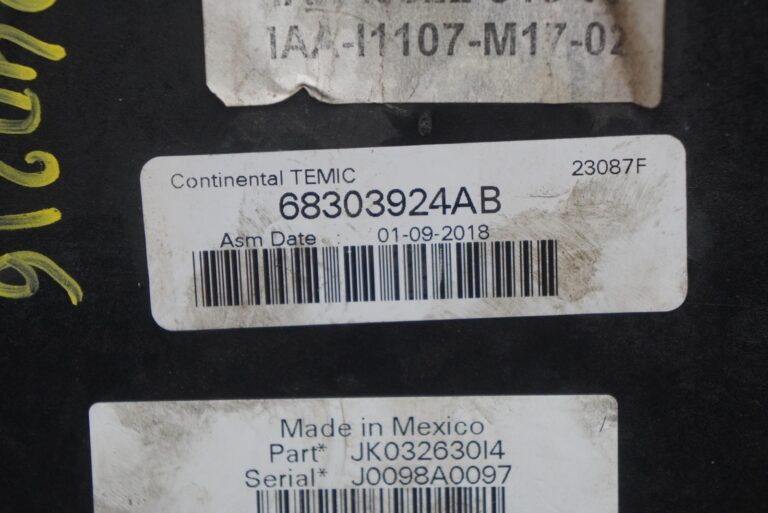 1AA-I1107-M17-02
Continental TEMIC
23087F
68303924AB
Asm Date : 01-09-2018
Made in Mexico
Part* JK032630I4
Serial* J0098A0097